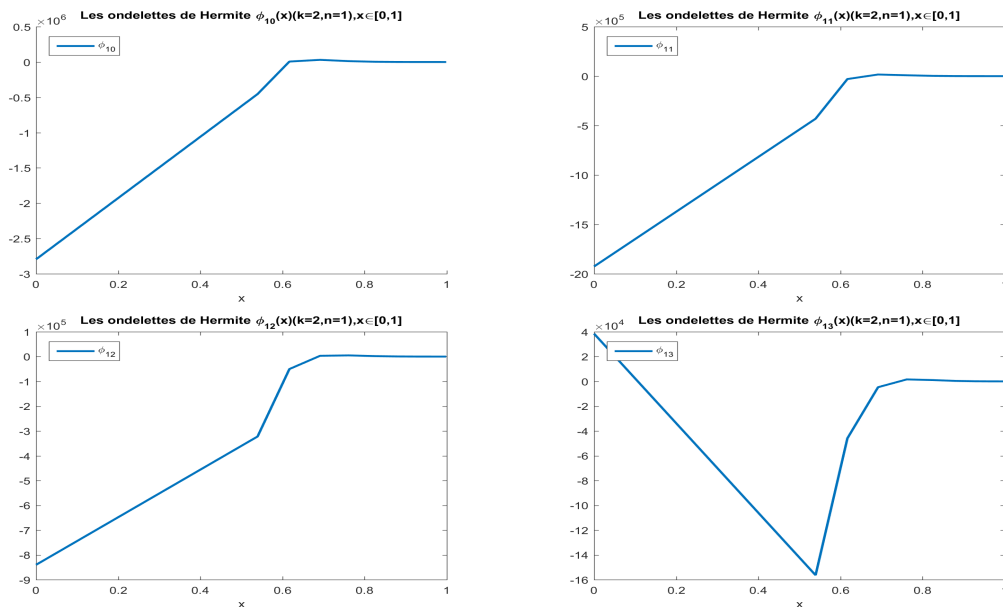 Les ondelettes de Hermite ϕ10(x)(k=2,n=1),x∈[0,1]
×10^6
ϕ10
0.5
0
-0.5
-1
-1.5
-2
-2.5
-3
0 0.2 0.4 0.6 0.8 1
x
Les ondelettes de Hermite ϕ11(x)(k=2,n=1),x∈[0,1]
×10^5
ϕ11
5
0
-5
-10
-15
-20
0 0.2 0.4 0.6 0.8 1
x
Les ondelettes de Hermite ϕ12(x)(k=2,n=1),x∈[0,1]
×10^5
ϕ12
1
0
-1
-2
-3
-4
-5
-6
-7
-8
-9
0 0.2 0.4 0.6 0.8 1
x
Les ondelettes de Hermite ϕ13(x)(k=2,n=1),x∈[0,1]
×10^4
ϕ13
4
2
0
-2
-4
-6
-8
-10
-12
-14
-16
0 0.2 0.4 0.6 0.8 1
x